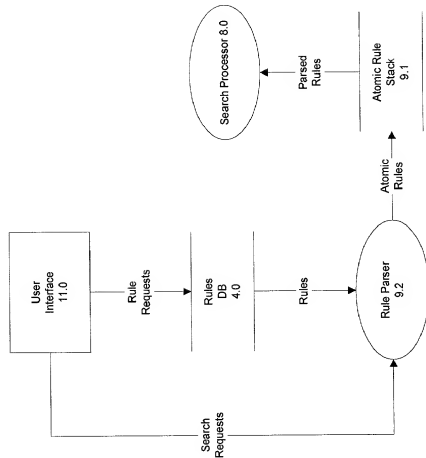 User
Interface
11.0
Rule
Requests
Rules
DB
4.0
Rules
Search
Requests
Rule Parser
9.2
Atomic
Rules
Atomic Rule
Stack
9.1
Parsed
Rules
Search Processor 8.0